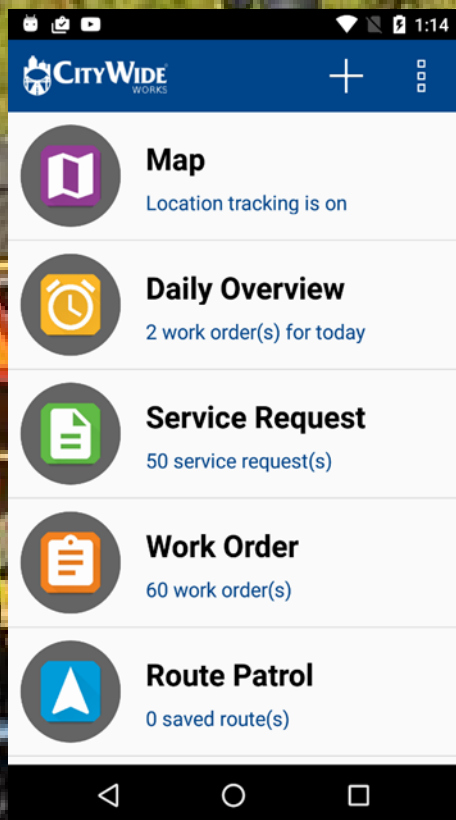 1:14
CITYWIDE
WORKS
Map
Location tracking is on
Daily Overview
2 work order(s) for today
Service Request
50 service request(s)
Work Order
60 work order(s)
Route Patrol
0 saved route(s)